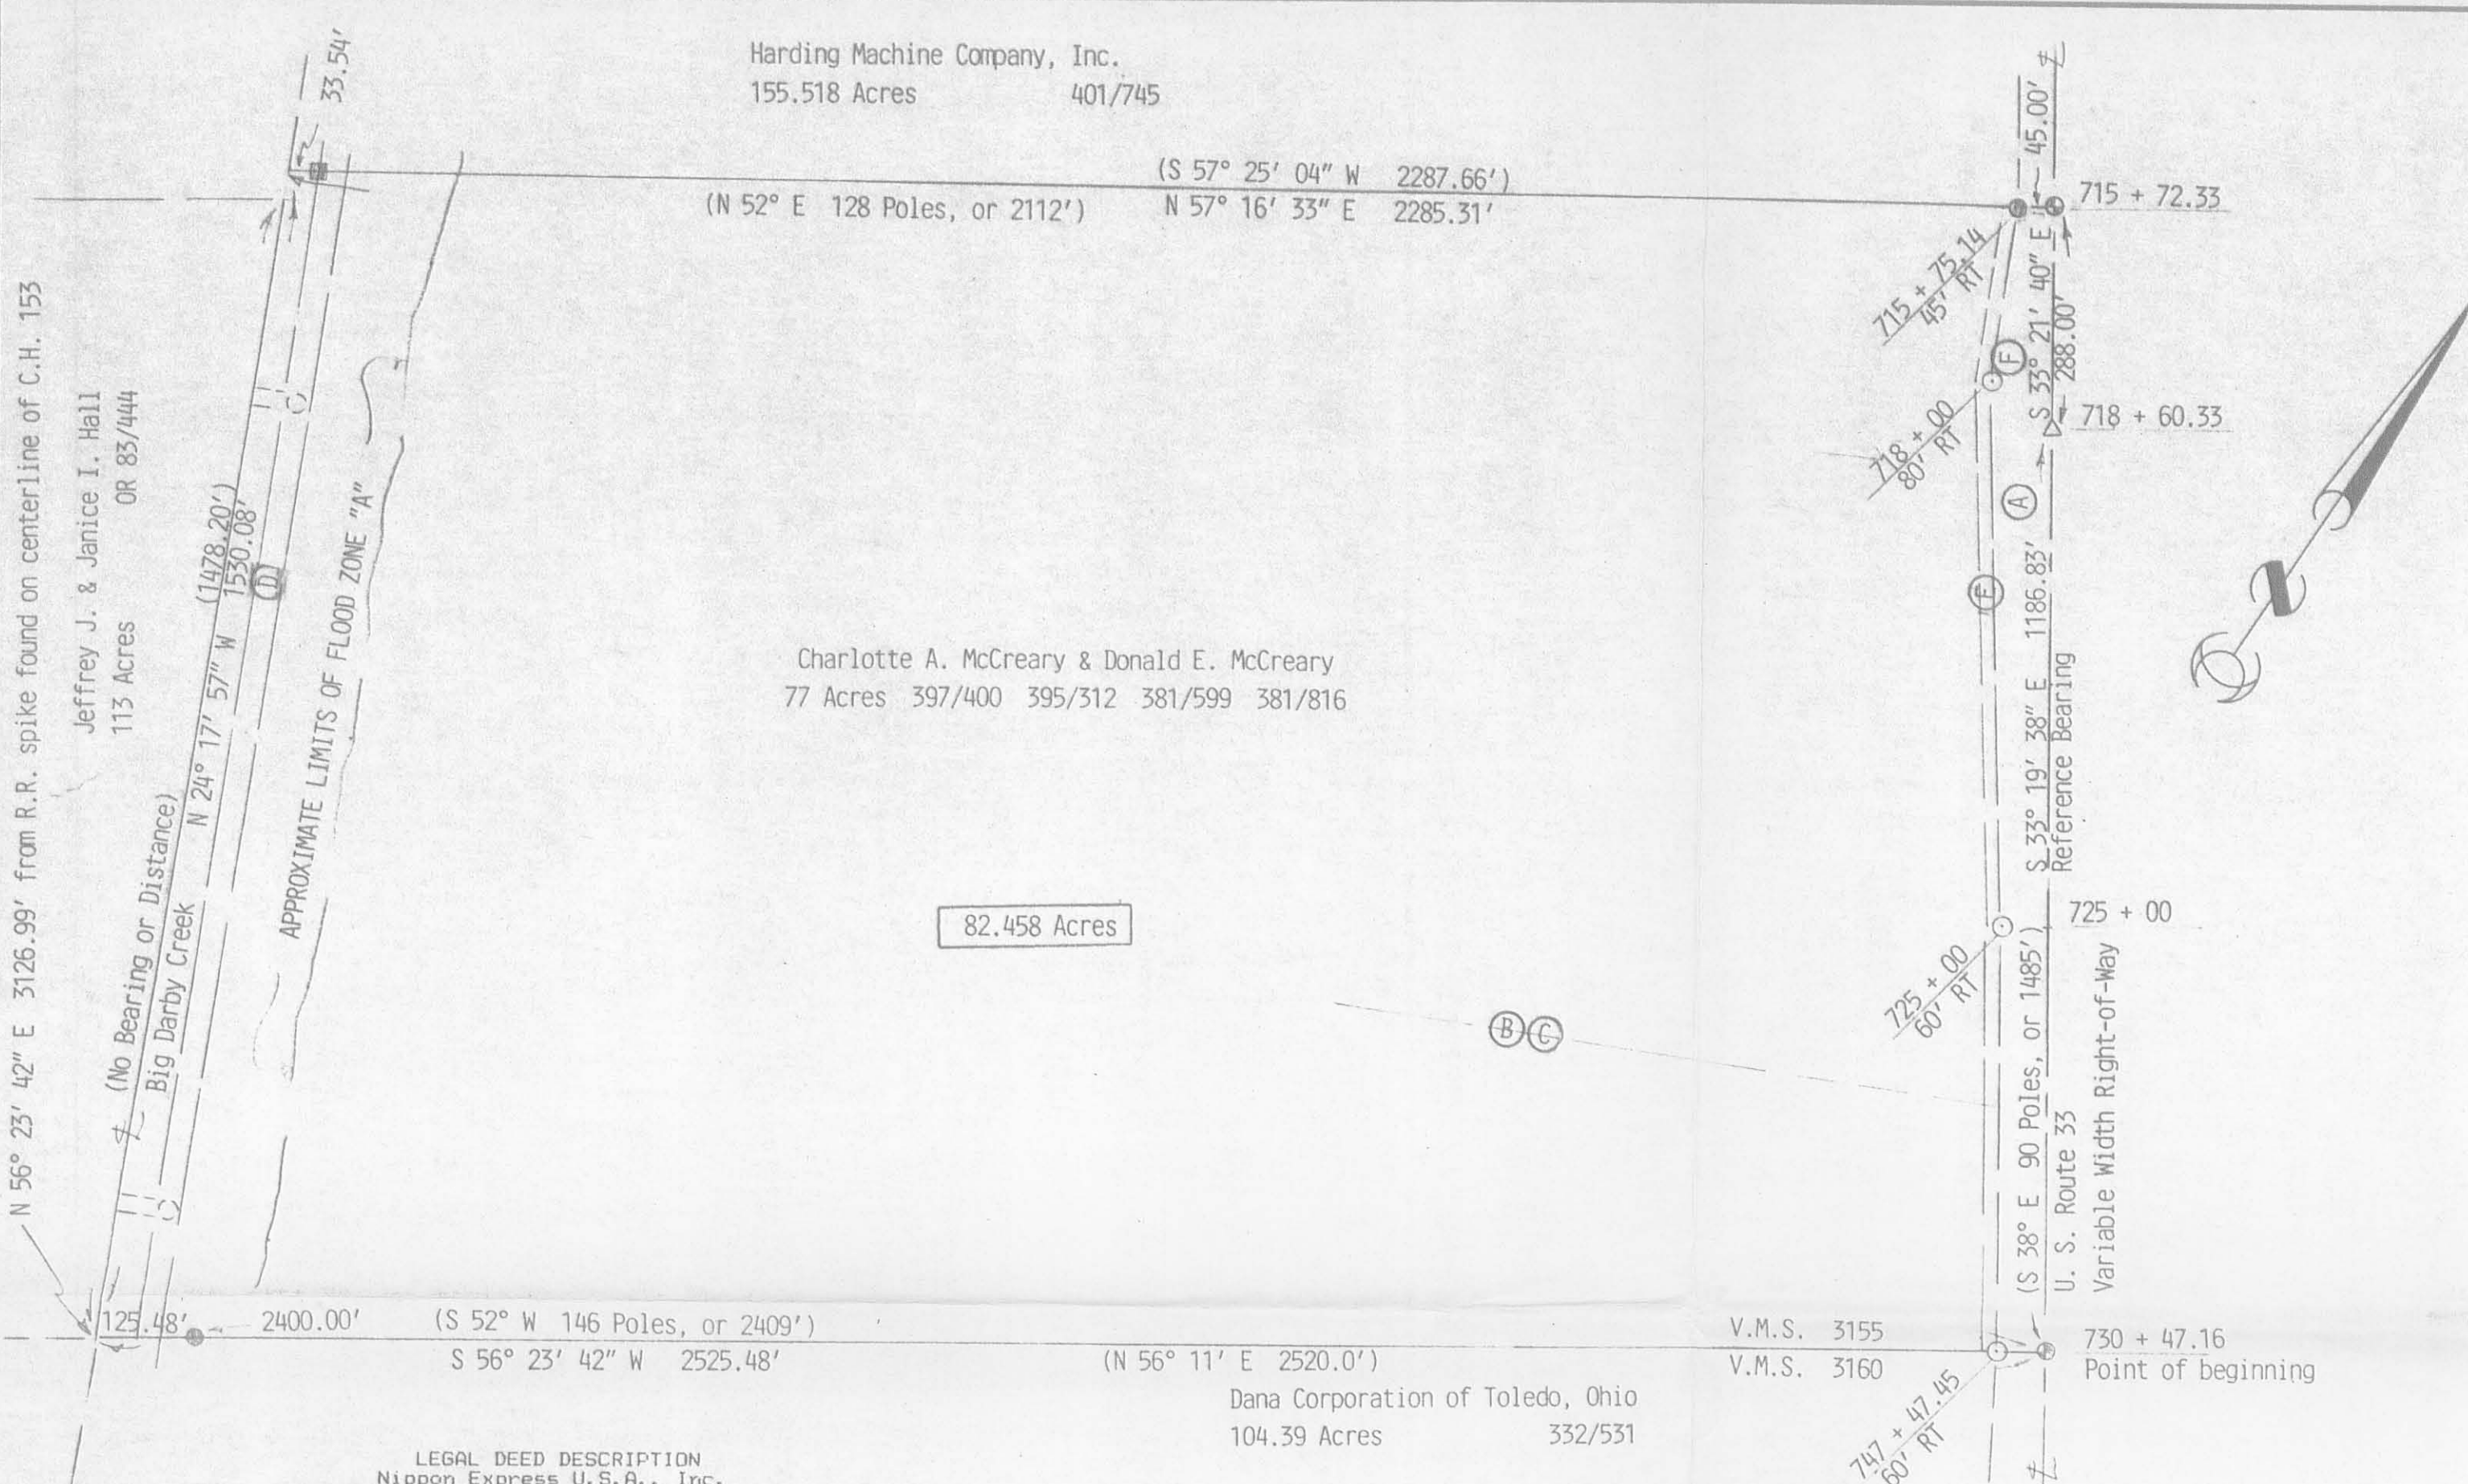 Harding Machine Company, Inc.
155.518 Acres 401/745
33.54'
45.00'
(S 57° 25' 04" W 2287.66')
(N 52° E 128 Poles, or 2112') N 57° 16' 33" E 2285.31'
715 + 72.33
715 + 75.14
45' RT
S 33° 21' 40" E
288.00'
F
718 + 60.33
718 + 00
80' RT
A
E
S 33° 19' 38" E 1186.83'
Reference Bearing
N 56° 23' 42" E 3126.99' from R.R. spike found on centerline of C.H. 153
Jeffrey J. & Janice I. Hall
113 Acres OR 83/444
(1478.20')
N 24° 17' 57" W 1530.08'
D
(No Bearing or Distance)
Big Darby Creek
APPROXIMATE LIMITS OF FLOOD ZONE "A"
Charlotte A. McCreary & Donald E. McCreary
77 Acres 397/400 395/312 381/599 381/816
82.458 Acres
B C
725 + 00
725 + 00
60' RT
(S 38° E 90 Poles, or 1485')
U. S. Route 33
Variable Width Right-of-Way
N
125.48' 2400.00' (S 52° W 146 Poles, or 2409')
S 56° 23' 42" W 2525.48' (N 56° 11' E 2520.0')
V.M.S. 3155
V.M.S. 3160
730 + 47.16
Point of beginning
747 + 47.45
60' RT
Dana Corporation of Toledo, Ohio
104.39 Acres 332/531
LEGAL DEED DESCRIPTION
Nippon Express U.S.A., Inc.